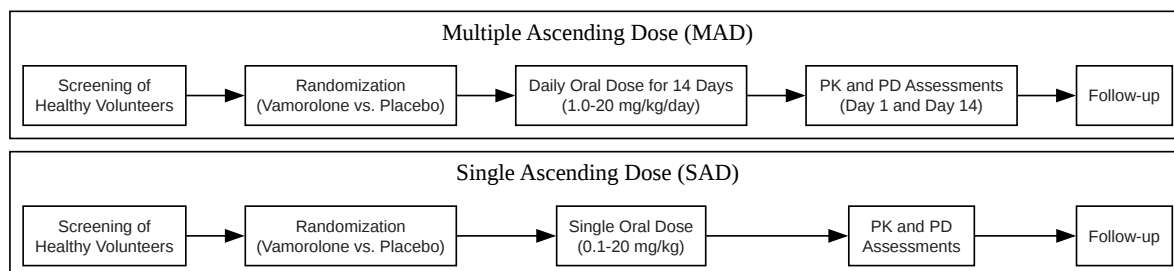 Multiple Ascending Dose (MAD)
Screening of
Healthy Volunteers
Randomization
(Vamorolone vs. Placebo)
Daily Oral Dose for 14 Days
(1.0-20 mg/kg/day)
PK and PD Assessments
(Day 1 and Day 14)
Follow-up
Single Ascending Dose (SAD)
Screening of
Healthy Volunteers
Randomization
(Vamorolone vs. Placebo)
Single Oral Dose
(0.1-20 mg/kg)
PK and PD
Assessments
Follow-up